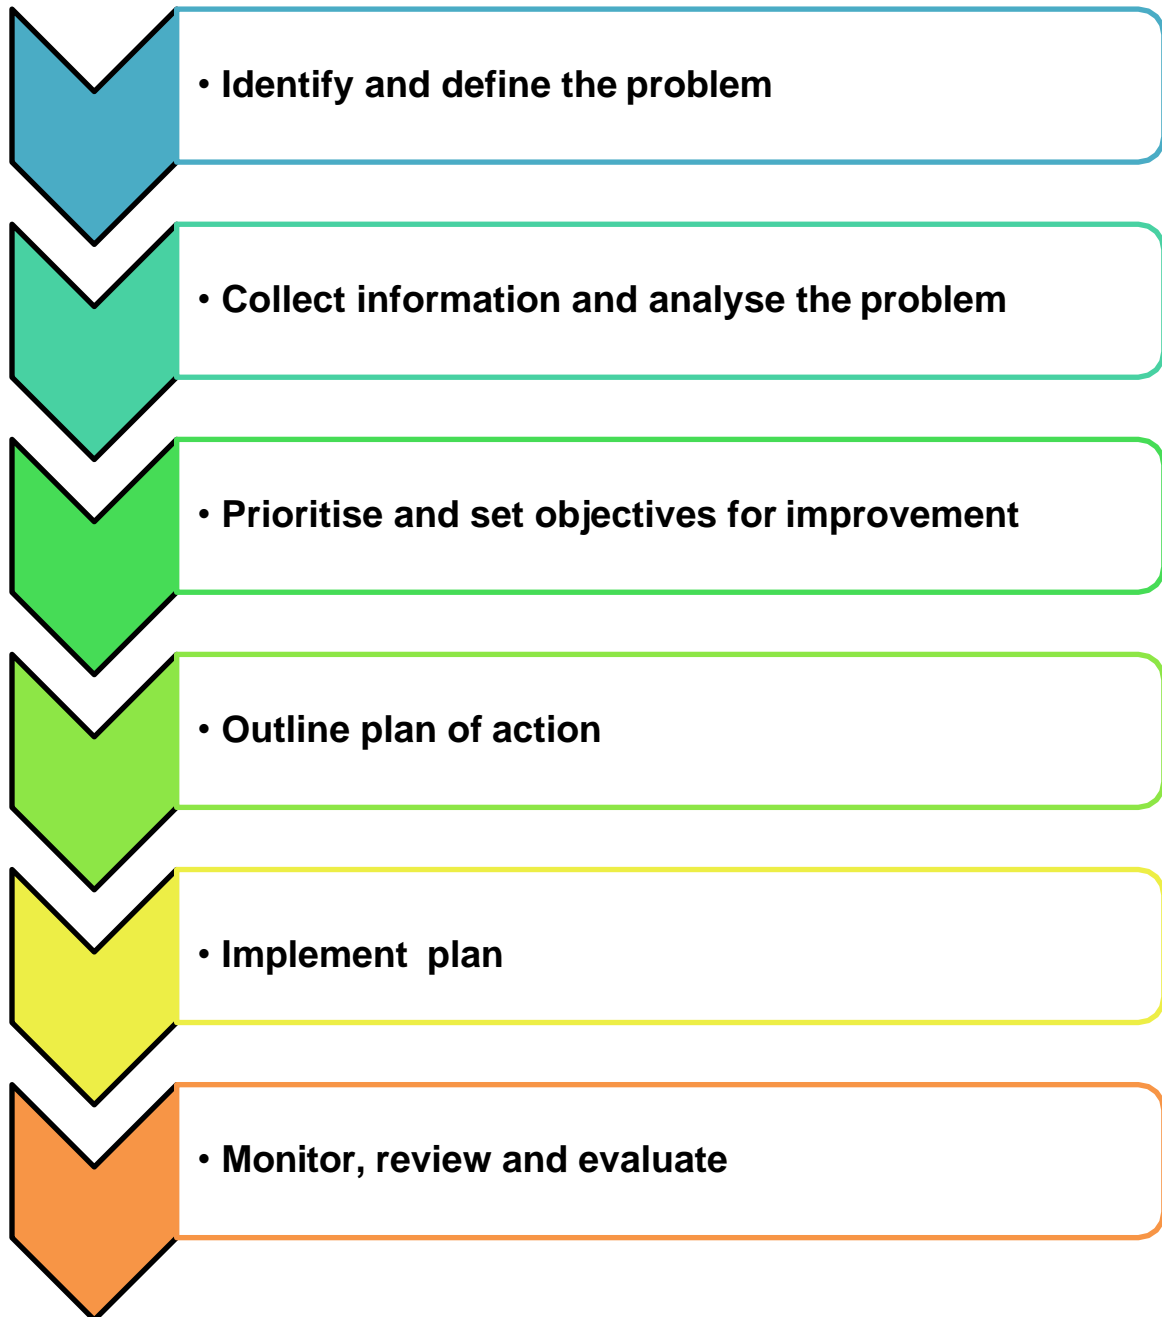 • Identify and define the problem
• Collect information and analyse the problem
• Prioritise and set objectives for improvement
• Outline plan of action
• Implement  plan
• Monitor, review and evaluate